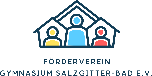 FÖRDERVEREIN
GYMNASIUM SALZGITTER-BAD E.V.